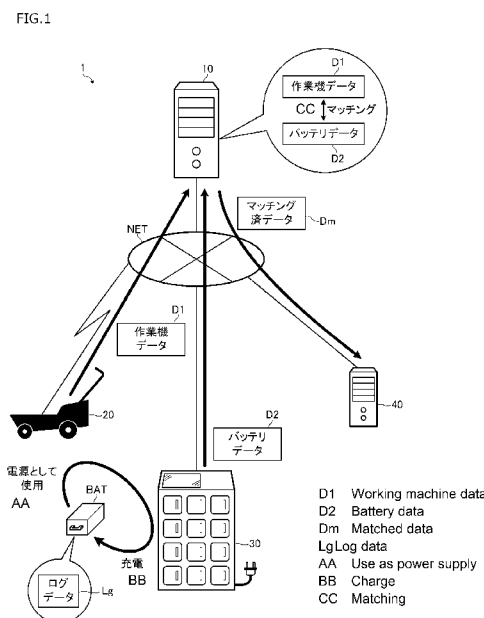 FIG.1
1
10
D1
作業機データ
CC
マッチング
バッテリデータ
D2
マッチング
済データ
Dm
NET
D1
作業機
データ
20
D2
バッテリ
データ
40
電源として
使用
AA
BAT
充電
BB
30
ログ
データ
Lg
D1 Working machine data
D2 Battery data
Dm Matched data
LgLog data
AA Use as power supply
BB Charge
CC Matching